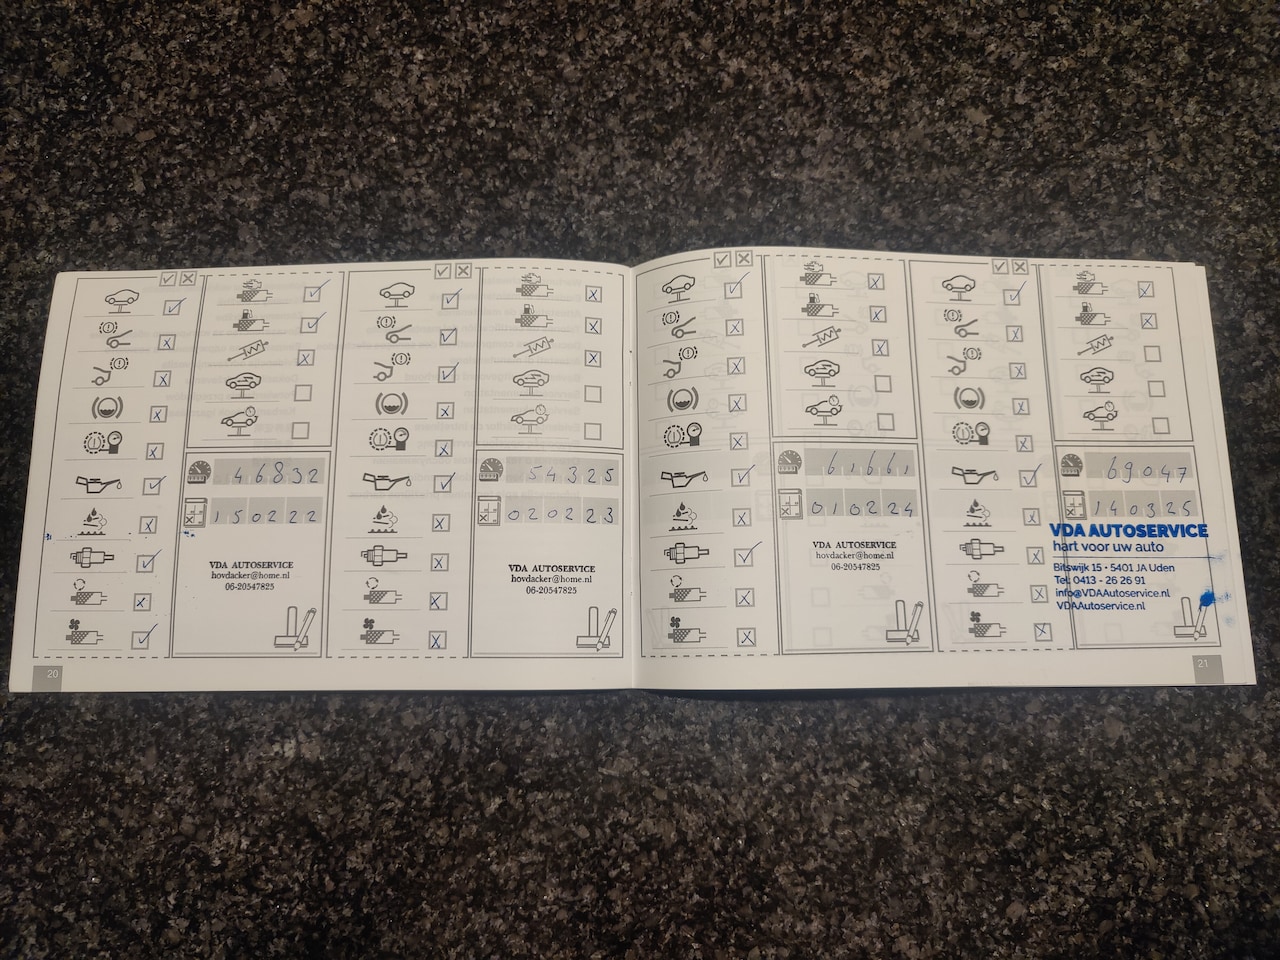 46832
150222
VDA AUTOSERVICE
hovdacker@home.nl
06-20547825
20
54325
020223
VDA AUTOSERVICE
hovdacker@home.nl
06-20547825
61661
010224
VDA AUTOSERVICE
hovdacker@home.nl
06-20547825
69047
140325
VDA AUTOSERVICE
hart voor uw auto
Bitswijk 15 • 5401 JA Uden
Tel: 0413 - 26 26 91
info@VDAAutoservice.nl
VDAAutoservice.nl
21